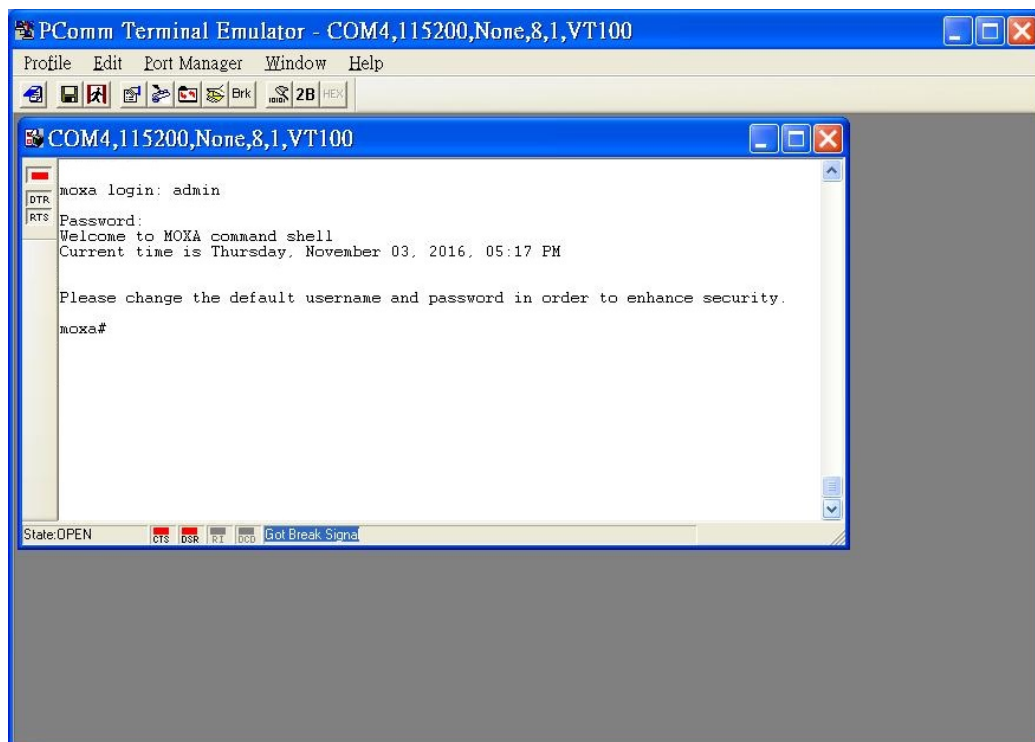 PComm Terminal Emulator - COM4,115200,None,8,1,VT100
Profile Edit Port Manager Window Help
Brk 2B HEX
COM4,115200,None,8,1,VT100
DTR
RTS
moxa login: admin
Password:
Welcome to MOXA command shell
Current time is Thursday, November 03, 2016, 05:17 PM
Please change the default username and password in order to enhance security.
moxa#
State:OPEN CTS DSR RI DCD Got Break Signal